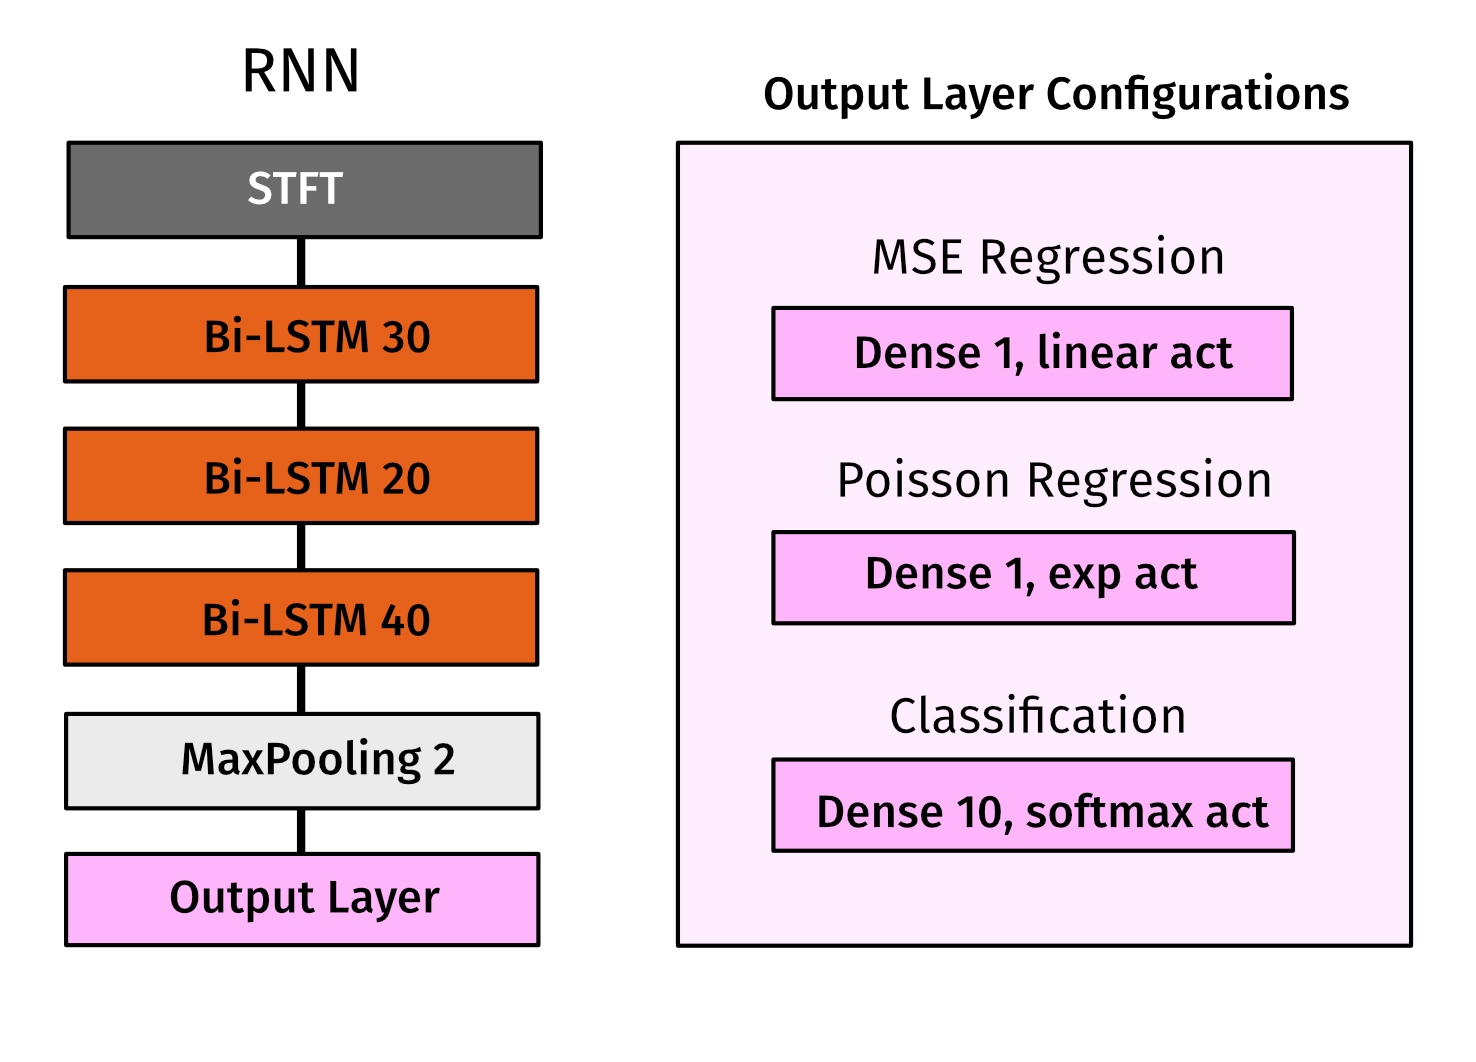 RNN
STFT
Bi-LSTM 30
Bi-LSTM 20
Bi-LSTM 40
MaxPooling 2
Output Layer
Output Layer Configurations
MSE Regression
Dense 1, linear act
Poisson Regression
Dense 1, exp act
Classification
Dense 10, softmax act